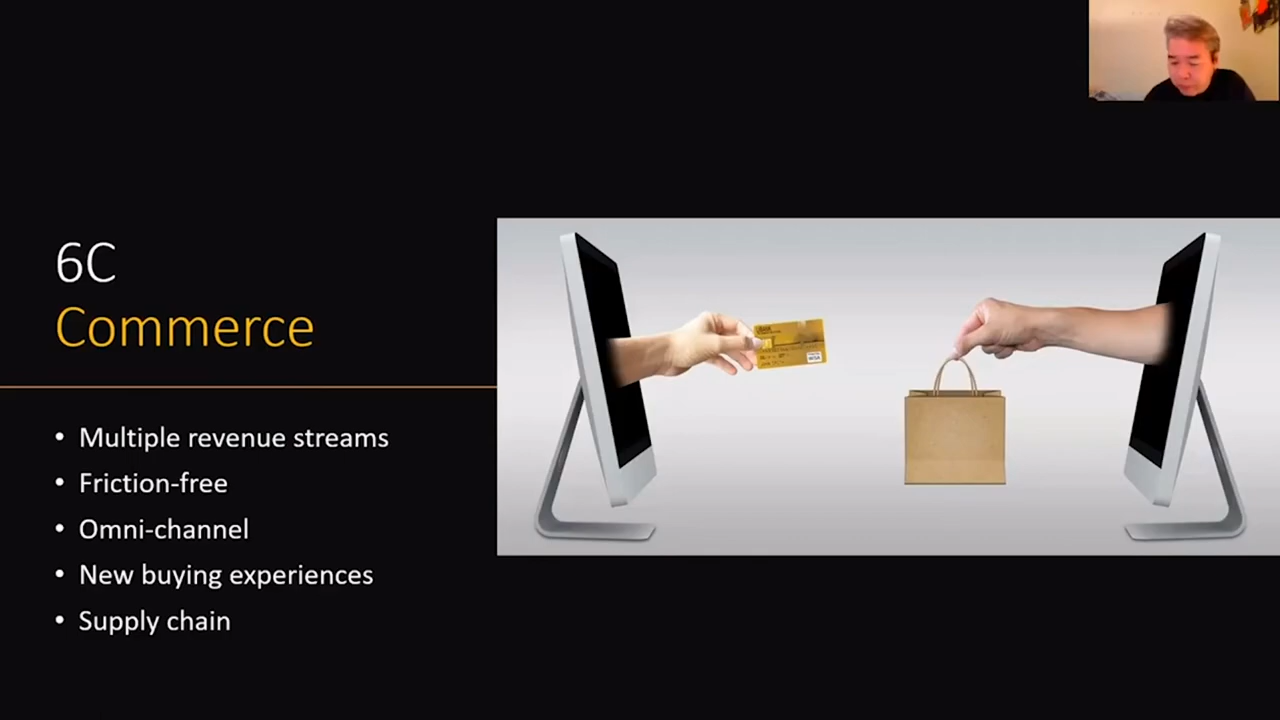 6C
Commerce
• Multiple revenue streams
• Friction-free
• Omni-channel
• New buying experiences
• Supply chain
VISA